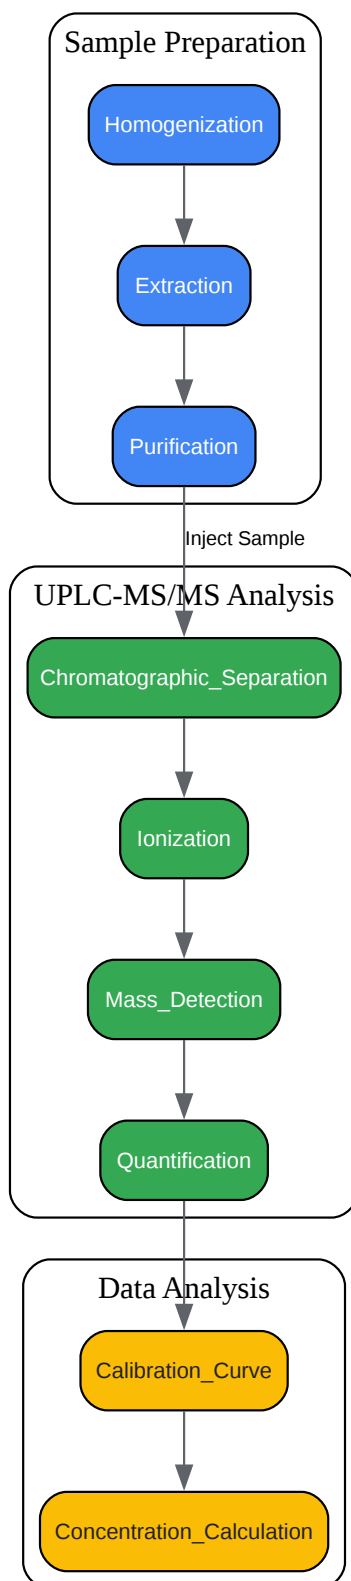 Sample Preparation
Homogenization
Extraction
Purification
Inject Sample
UPLC-MS/MS Analysis
Chromatographic_Separation
Ionization
Mass_Detection
Quantification
Data Analysis
Calibration_Curve
Concentration_Calculation